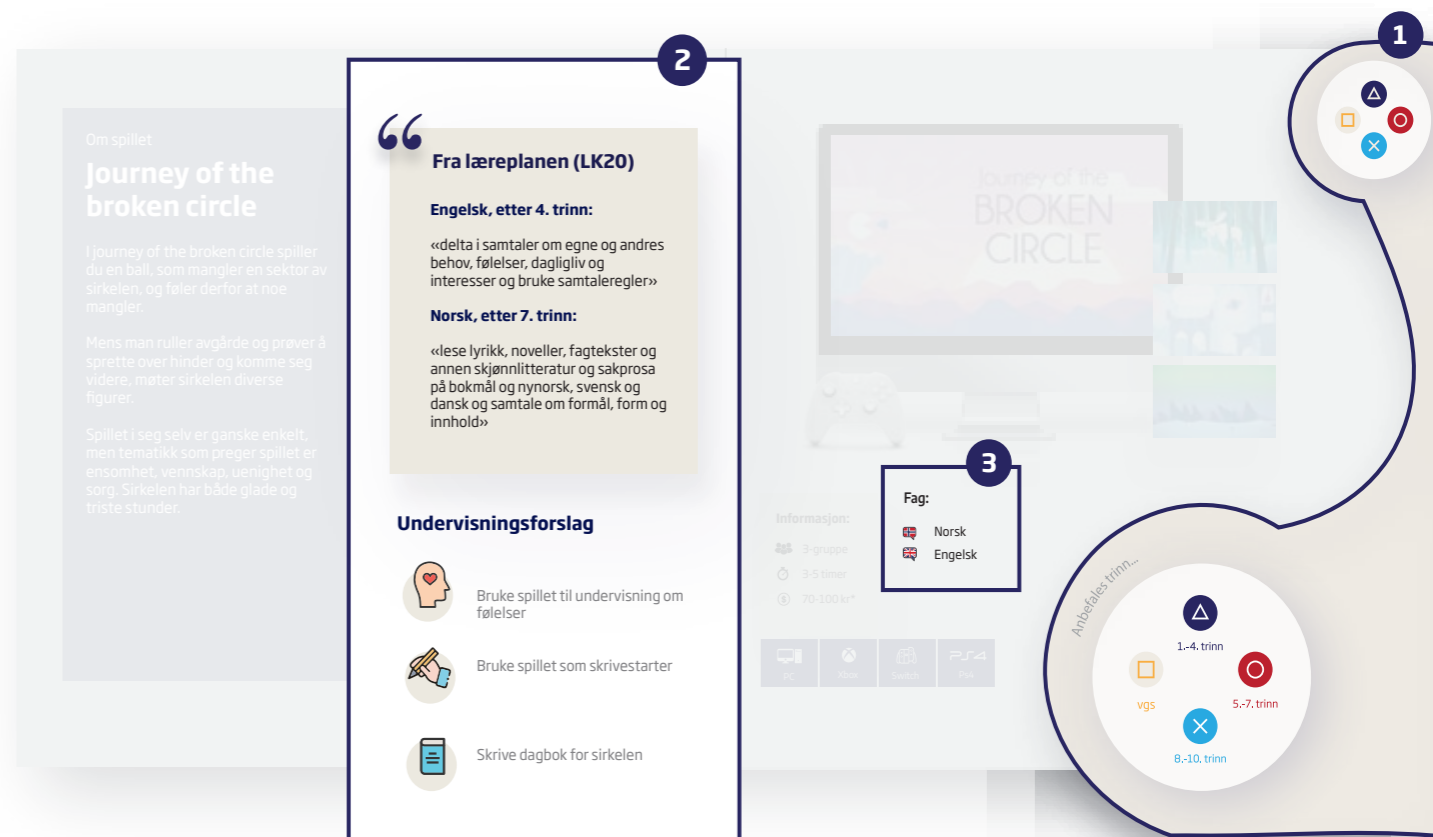 1
2
Om spillet
Journey of the
broken circle
I journey of the broken circle spiller
du en ball, som mangler en sektor av
sirkelen, og føler derfor at noe
mangler.
Mens man ruller avgårde og prøver å
sprette over hinder og komme seg
videre, møter sirkelen diverse
figurer.
Spillet i seg selv er ganske enkelt,
men tematikk som preger spillet er
ensomhet, vennskap, uenighet og
sorg. Sirkelen har både glade og
triste stunder.
“
Fra læreplanen (LK20)
Engelsk, etter 4. trinn:
«delta i samtaler om egne og andres
behov, følelser, dagligliv og
interesser og bruke samtaleregler»
Norsk, etter 7. trinn:
«lese lyrikk, noveller, fagtekster og
annen skjønnlitteratur og sakprosa
på bokmål og nynorsk, svensk og
dansk og samtale om formål, form og
innhold»
Undervisningsforslag
Bruke spillet til undervisning om
følelser
Bruke spillet som skrivestarter
Skrive dagbok for sirkelen
Journey of the
BROKEN
CIRCLE
3
Informasjon:
3-gruppe
3-5 timer
70-100 kr*
Fag:
Norsk
Engelsk
PC
Xbox
Switch
PS4
PS4
Anbefales trinn...
1.-4. trinn
vgs
5.-7. trinn
8.-10. trinn